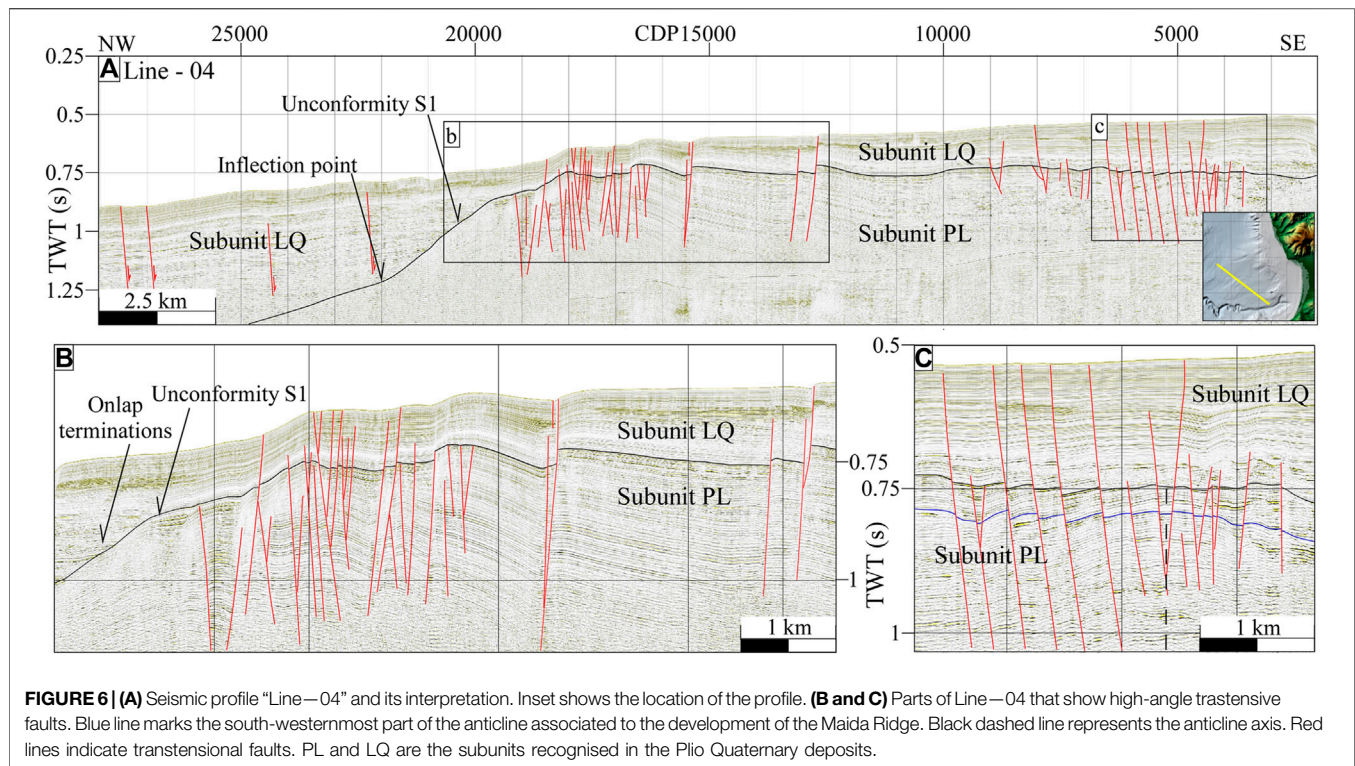 NW 25000 20000 CDP15000 10000 5000 SE
0.25
A Line - 04
Unconformity S1
0.5
b
c
Inflection point
Subunit LQ
0.75
TWT (s)
1
Subunit LQ
Subunit PL
1.25
2.5 km
B
Onlap
terminations
Unconformity S1
Subunit LQ
Subunit PL
0.75
1
1 km
C
0.5
Subunit LQ
0.75
TWT (s)
Subunit PL
1
1 km
FIGURE 6 | (A) Seismic profile “Line—04” and its interpretation. Inset shows the location of the profile. (B and C) Parts of Line—04 that show high-angle trastensive
faults. Blue line marks the south-westernmost part of the anticline associated to the development of the Maida Ridge. Black dashed line represents the anticline axis. Red
lines indicate transtensional faults. PL and LQ are the subunits recognised in the Plio Quaternary deposits.